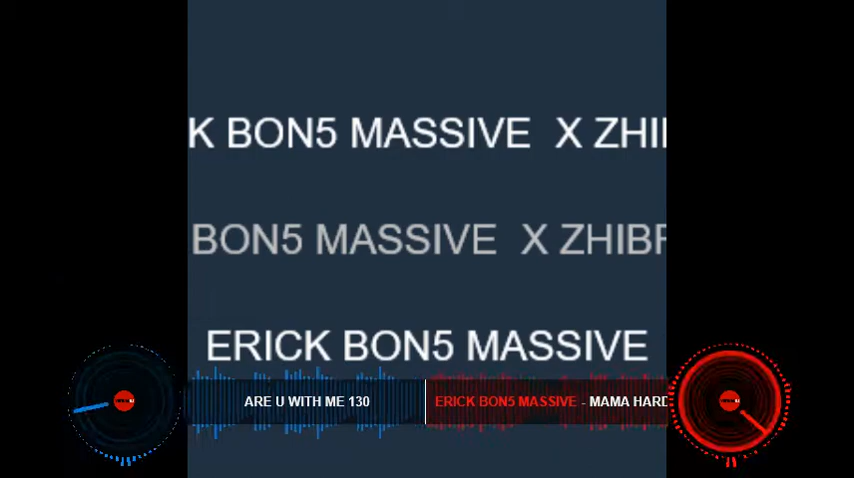 K BON5 MASSIVE X ZHI
BON5 MASSIVE X ZHIB
ERICK BON5 MASSIVE
ARE U WITH ME 130
ERICK BON5 MASSIVE - MAMA HARD